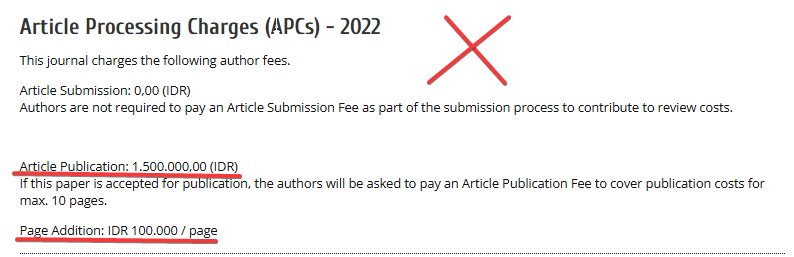 Article Processing Charges (APCs) - 2022
This journal charges the following author fees.
Article Submission: 0,00 (IDR)
Authors are not required to pay an Article Submission Fee as part of the submission process to contribute to review costs.
Article Publication: 1.500.000,00 (IDR)
If this paper is accepted for publication, the authors will be asked to pay an Article Publication Fee to cover publication costs for
max. 10 pages.
Page Addition: IDR 100.000 / page